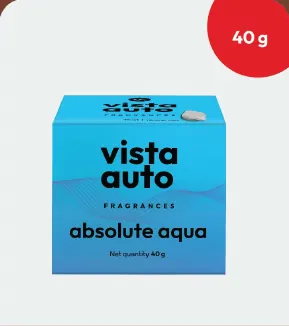 40 g
vista
auto
FRAGRANCES
vista
auto
FRAGRANCES
absolute aqua
Net quantity 40 g